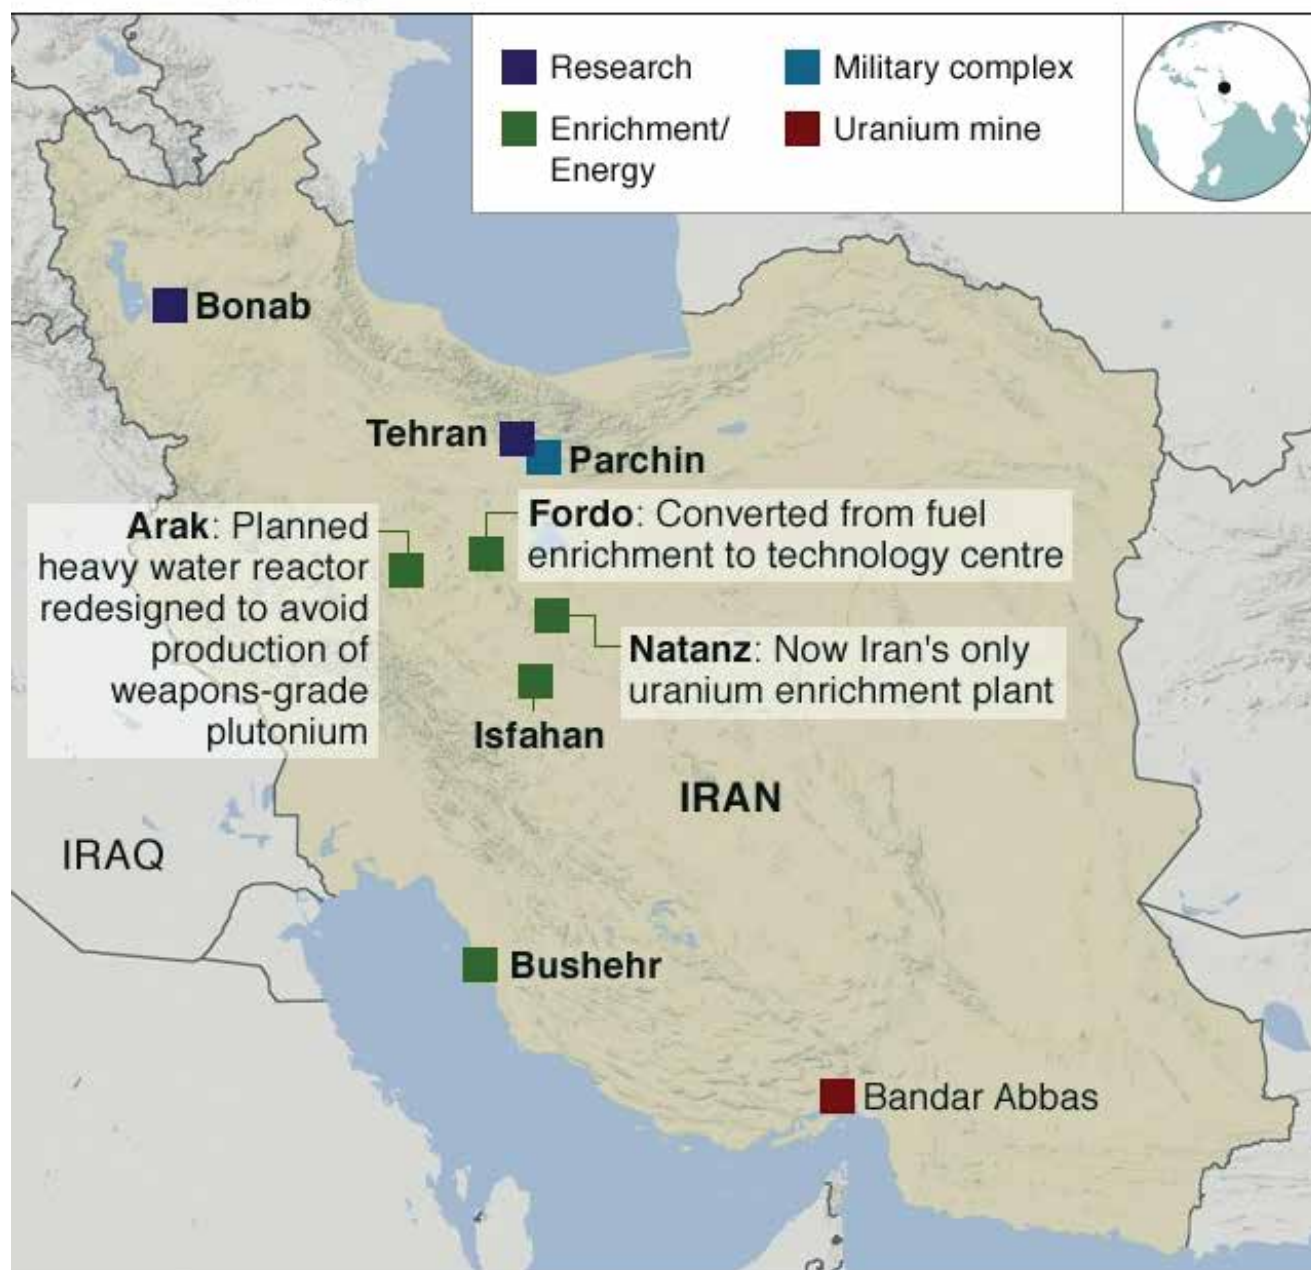 Research
Enrichment/
Energy
Military complex
Uranium mine
Bonab
Tehran
Parchin
Arak: Planned
heavy water reactor
redesigned to avoid
production of
weapons-grade
plutonium
Fordo: Converted from fuel
enrichment to technology centre
Natanz: Now Iran's only
uranium enrichment plant
Isfahan
IRAN
IRAQ
Bushehr
Bandar Abbas